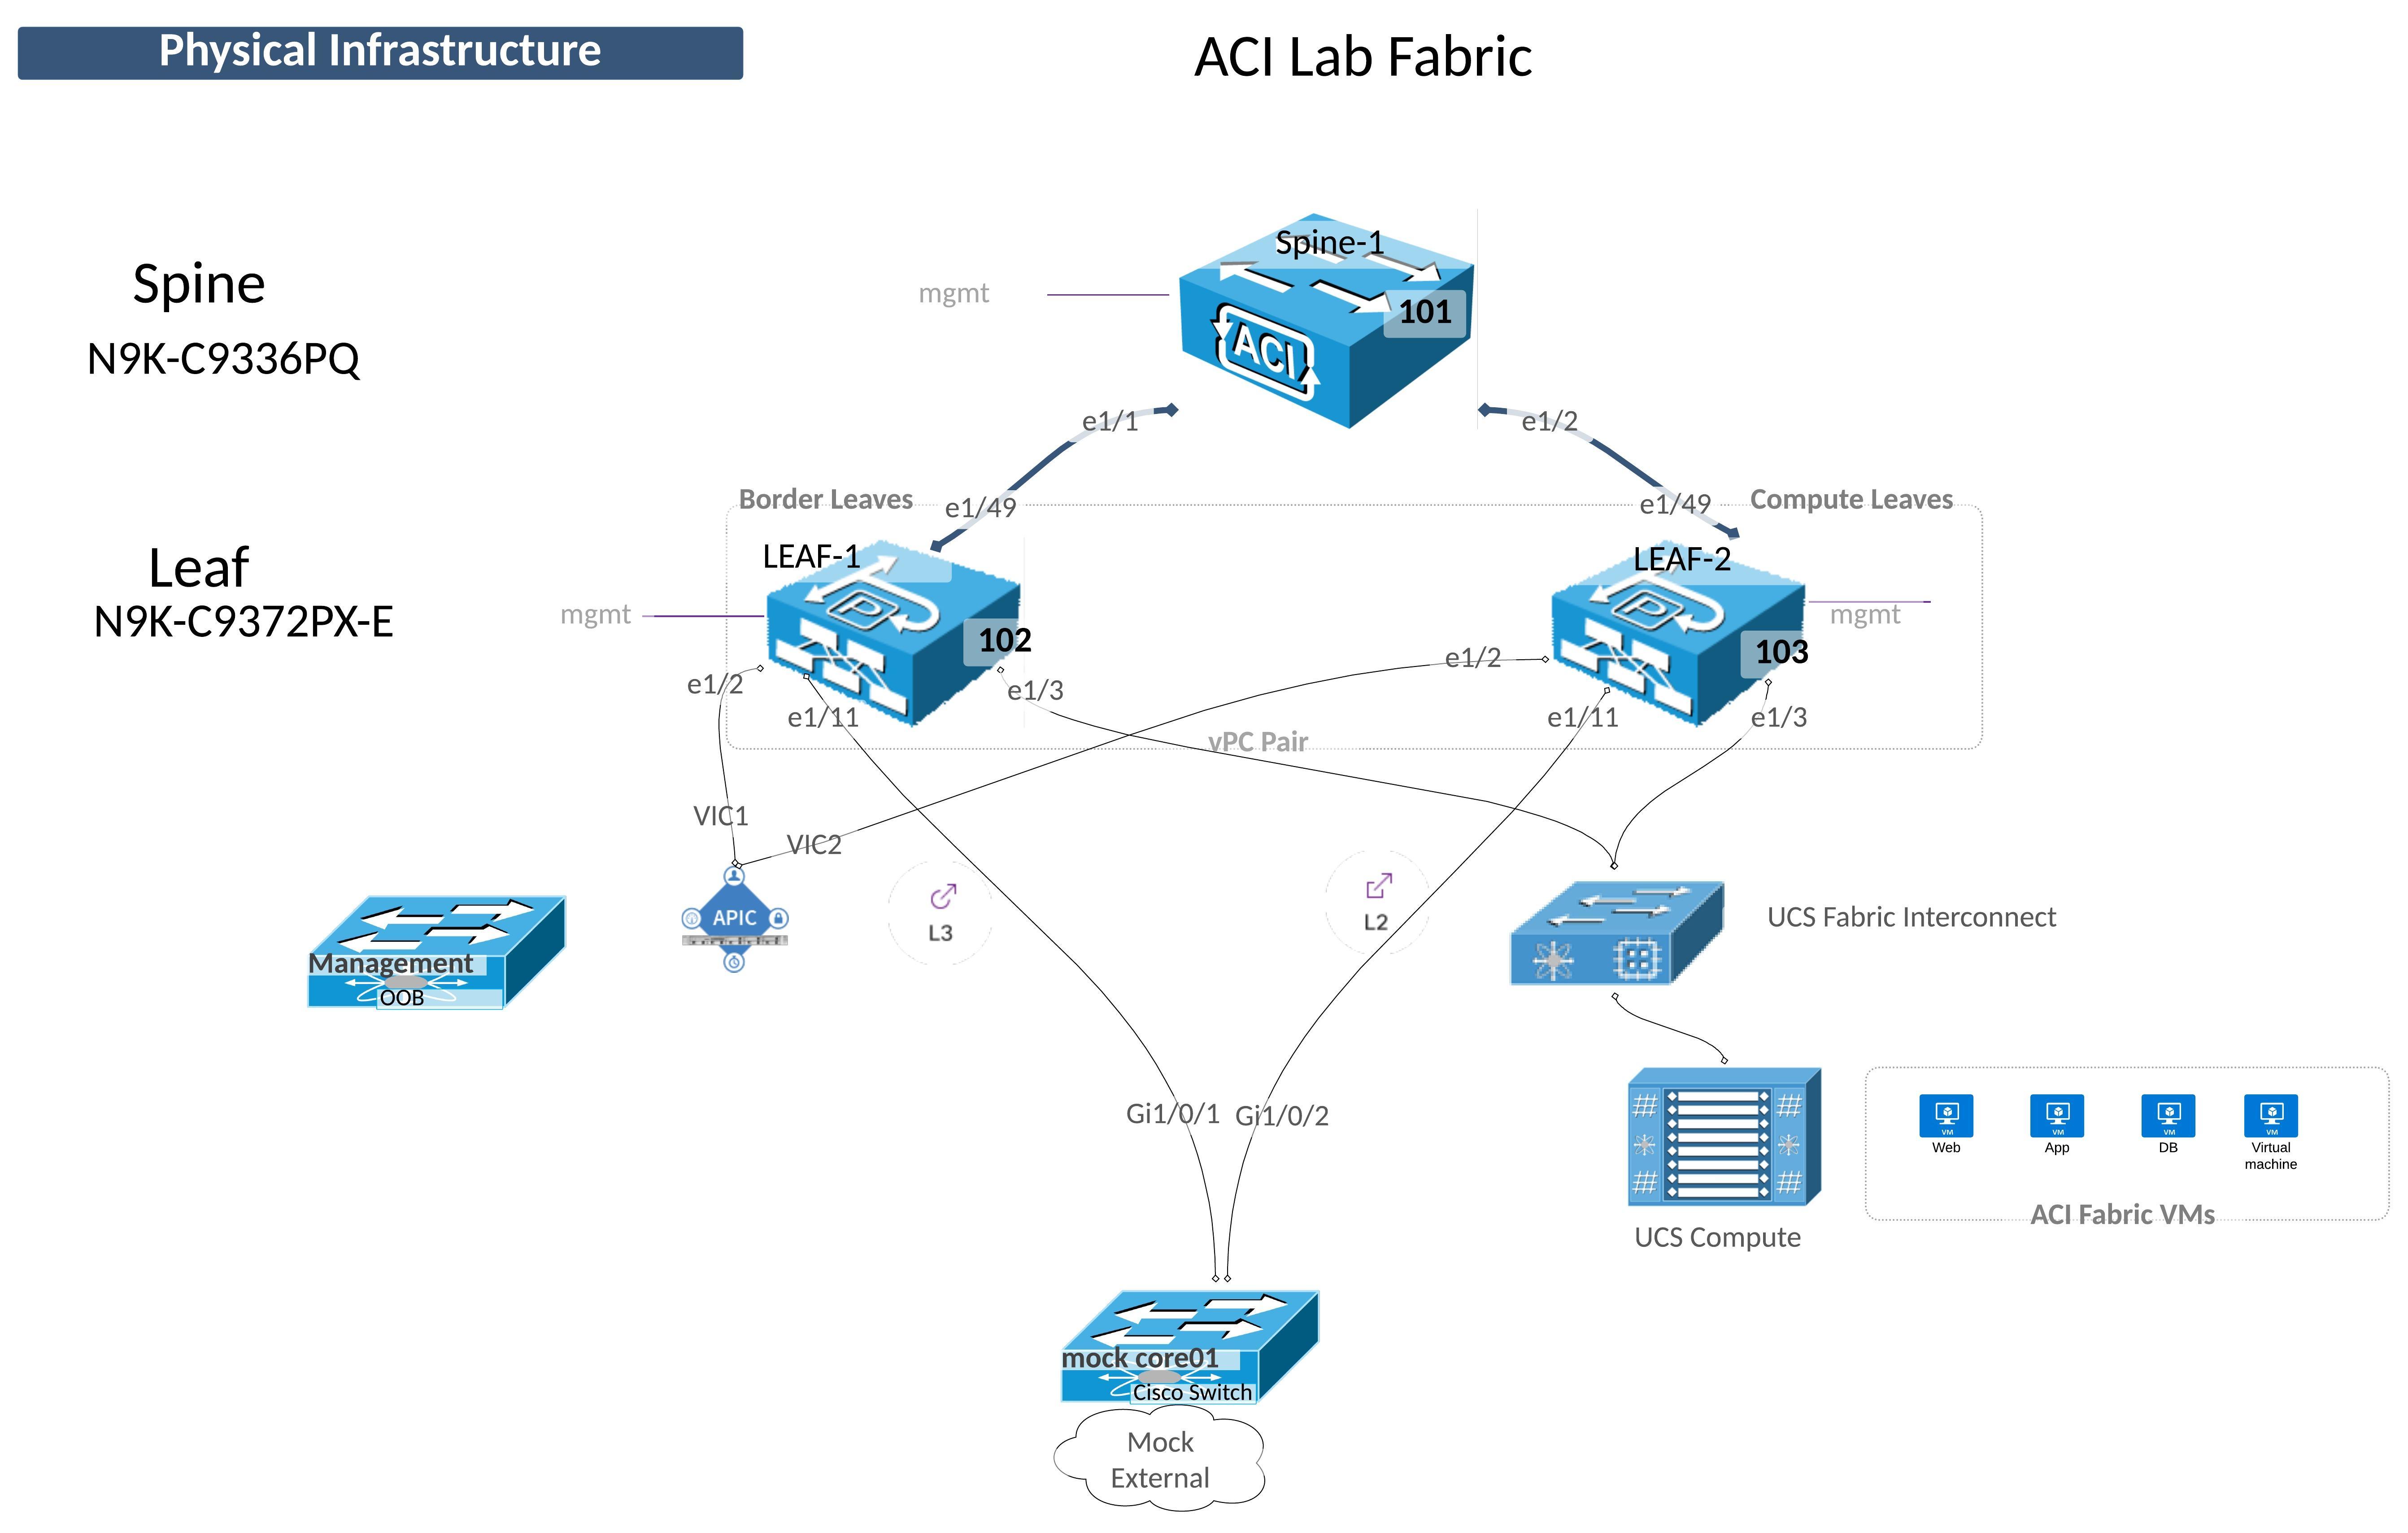 Physical Infrastructure
ACI Lab Fabric
Spine-1
Spine
mgmt
101
ACI
N9K-C9336PQ
e1/1
e1/2
Border Leaves
e1/49
e1/49
Compute Leaves
LEAF-1
LEAF-2
Leaf
N9K-C9372PX-E
mgmt
P
102
P
103
mgmt
e1/2
e1/3
e1/2
e1/11
e1/11
e1/3
vPC Pair
VIC1
VIC2
APIC
L3
L2
UCS Fabric Interconnect
Management
OOB
Gi1/0/1
Gi1/0/2
VM
VM
VM
VM
Web
App
DB
Virtual
machine
ACI Fabric VMs
UCS Compute
mock core01
Cisco Switch
Mock
External